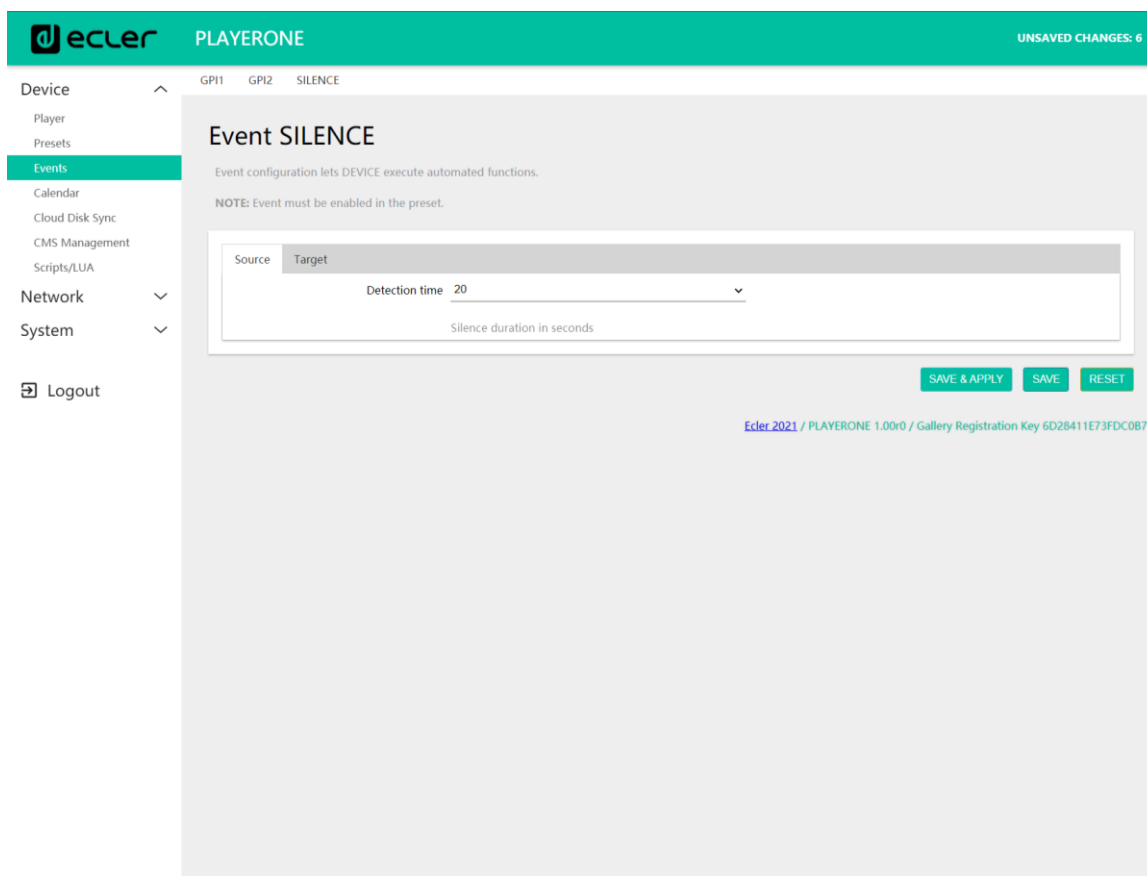 ecler
PLAYERONE
UNSAVED CHANGES: 6
Device
Player
Presets
Events
Calendar
Cloud Disk Sync
CMS Management
Scripts/LUA
Network
System
Logout
GPI1 GPI2 SILENCE
Event SILENCE
Event configuration lets DEVICE execute automated functions.
NOTE: Event must be enabled in the preset.
Source Target
Detection time 20
Silence duration in seconds
SAVE & APPLY SAVE RESET
Ecler 2021 / PLAYERONE 1.00r0 / Gallery Registration Key 6D28411E73FDC0B7